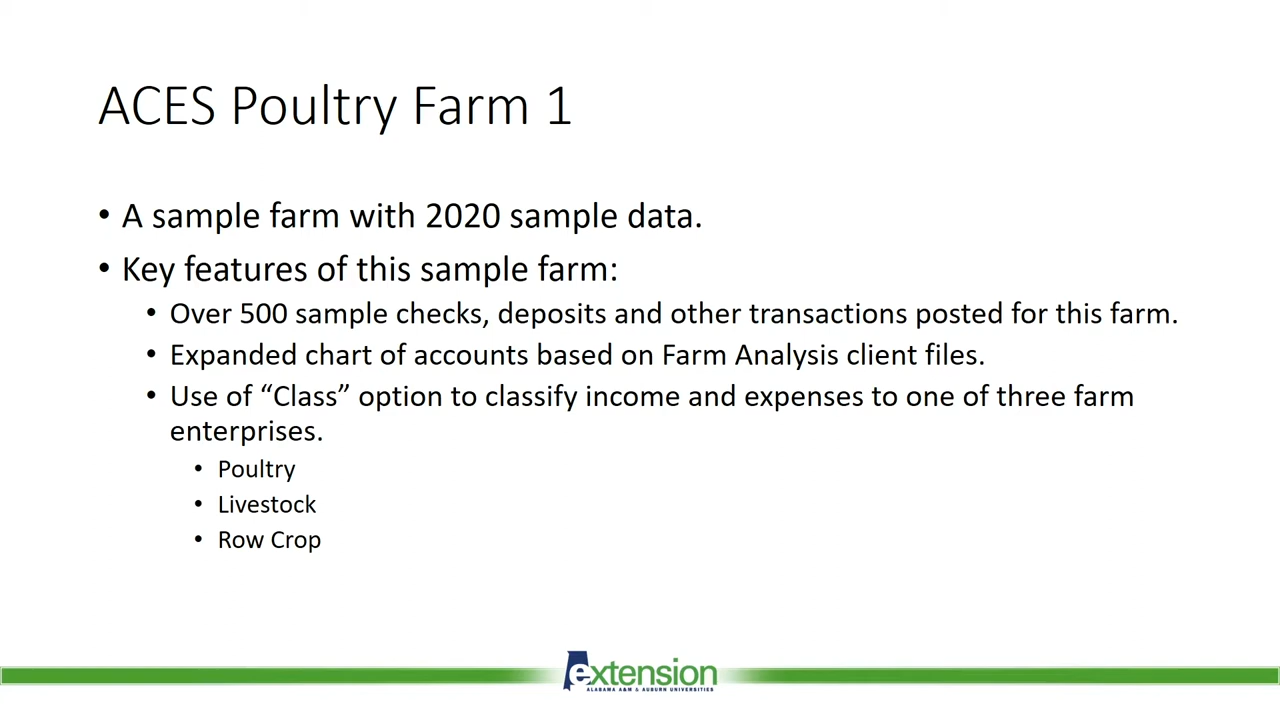 ACES Poultry Farm 1
• A sample farm with 2020 sample data.
• Key features of this sample farm:
• Over 500 sample checks, deposits and other transactions posted for this farm.
• Expanded chart of accounts based on Farm Analysis client files.
• Use of “Class” option to classify income and expenses to one of three farm
enterprises.
• Poultry
• Livestock
• Row Crop
extension
ALABAMA A&M & AUBURN UNIVERSITIES